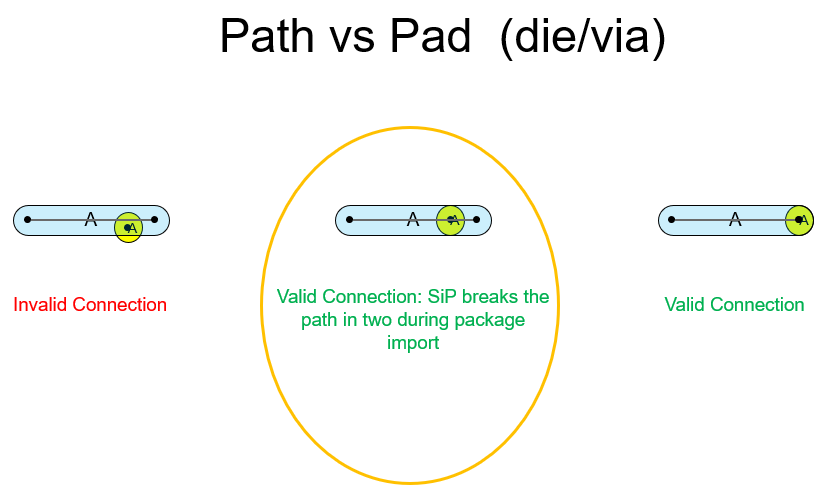 Path vs Pad (die/via)
A
A
A
A
A
A
Invalid Connection
Valid Connection: SiP breaks the
path in two during package
import
Valid Connection